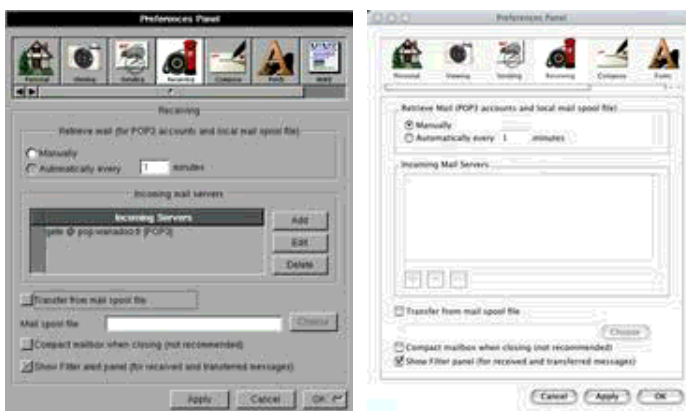 Preferences Panel
Personal Viewing Sending Receiving Compose Fonts
Receiving
Retrieve mail (for POP3 accounts and local mail spool file)
Manually
Automatically every 1 minutes
Incoming mail servers
Incoming Servers
@ pop.wanadoo.fr [POP3]
Add
Edit
Delete
Transfer from mail spool file
Mail spool file
Choose
Compact mailbox when closing (not recommended)
Show Filter alert panel (for received and transferred messages)
Apply Cancel OK
Preferences Panel
Personal Viewing Sending Receiving Compose Fonts
Retrieve Mail (POP3 accounts and local mail spool file)
Manually
Automatically every 1 minutes
Incoming Mail Servers
Transfer from mail spool file
Choose
Compact mailbox when closing (not recommended)
Show Filter panel (for received and transferred messages)
Cancel Apply OK